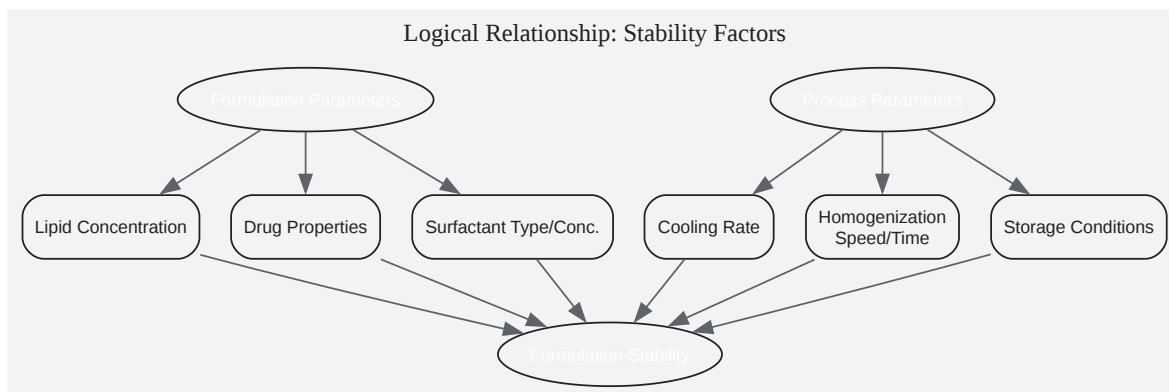 Logical Relationship: Stability Factors
Formulation Parameters
Process Parameters
Lipid Concentration
Drug Properties
Surfactant Type/Conc.
Cooling Rate
Homogenization
Speed/Time
Storage Conditions
Formulation Stability